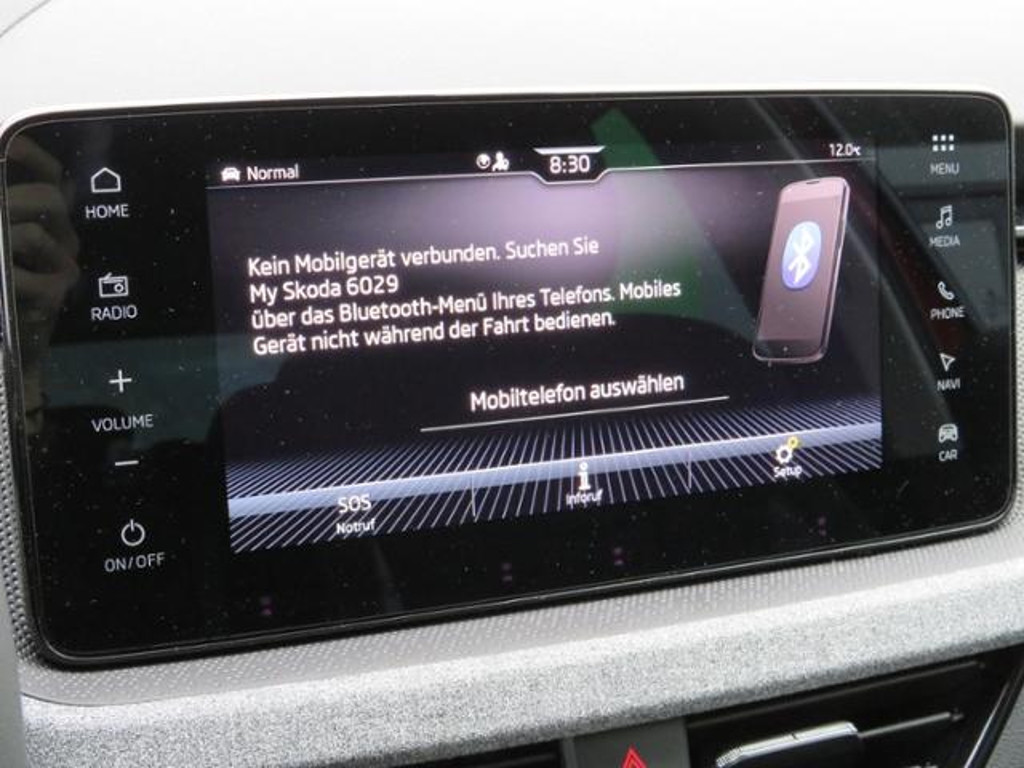 Normal
8:30
12.0
HOME
RADIO
VOLUME
ON/OFF
Kein Mobilgerät verbunden. Suchen Sie
My Skoda 6029
über das Bluetooth-Menü Ihres Telefons. Mobiles
Gerät nicht während der Fahrt bedienen.
Mobiltelefon auswählen
SOS
Notruf
Inforuf
Setup
MENU
MEDIA
PHONE
NAVI
CAR